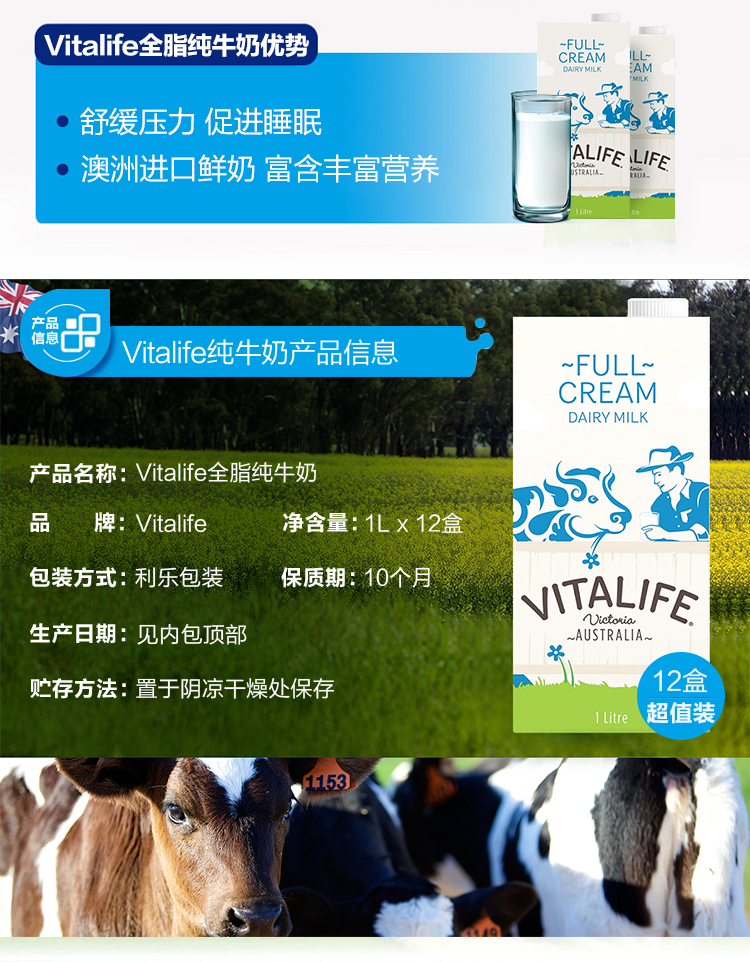 Vitalife全脂纯牛奶优势
• 舒缓压力 促进睡眠
• 澳洲进口鲜奶 富含丰富营养
~FULL~
CREAM
DAIRY MILK
ALIFE
Victoria
USTRALIA~
1 litre
LL~
EAM
MILK
LIFE
RALIA~
产品
信息
Vitalife纯牛奶产品信息
产品名称：Vitalife全脂纯牛奶
品 牌：Vitalife 净含量：1L x 12盒
包装方式：利乐包装 保质期：10个月
生产日期：见内包顶部
贮存方法：置于阴凉干燥处保存
~FULL~
CREAM
DAIRY MILK
VITALIFE®
Victoria
~AUSTRALIA~
1 Litre
12盒
超值装
1153
1149